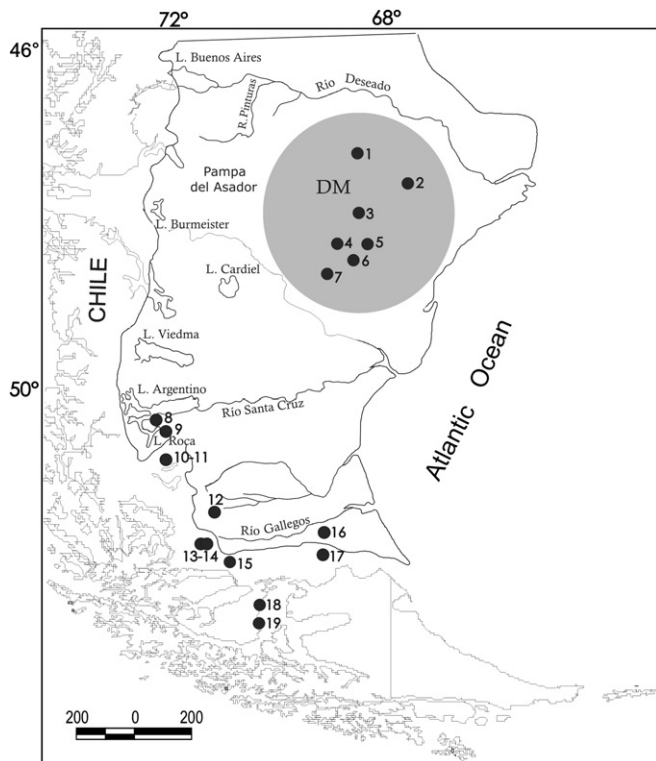 72° 68°
46°
L. Buenos Aires
Río Deseado
R. Pinturas
1
Pampa
del Asador
DM
2
3
L. Burmeister
4 5
6
L. Cardiel
7
CHILE
L. Viedma
Atlantic Ocean
50°
L. Argentino
Río Santa Cruz
8
9
L. Roca
10-11
12
Río Gallegos
16
13-14
15
17
18
19
200 0 200